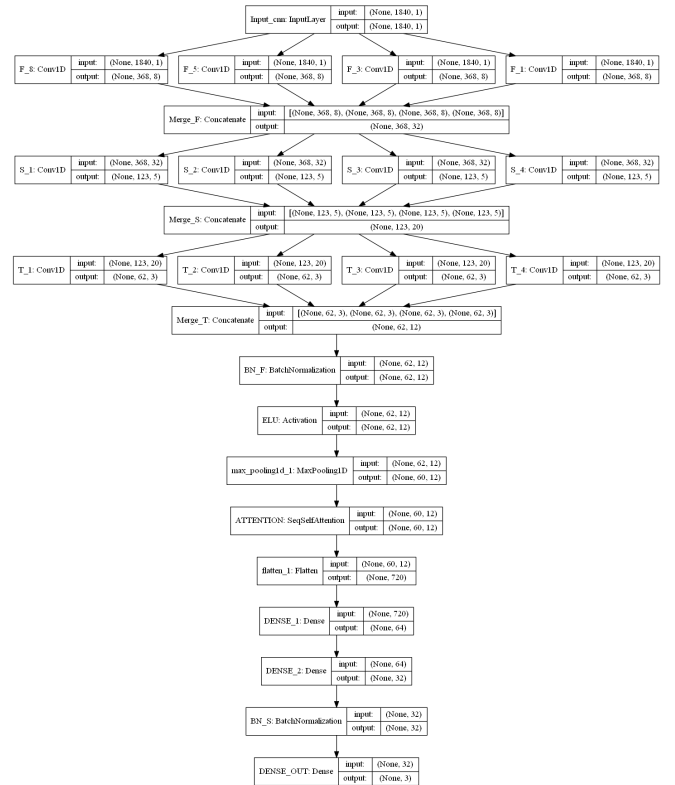 Input_cnn: InputLayer input: (None, 1840, 1)
output: (None, 1840, 1)
F_8: Conv1D input: (None, 1840, 1)
output: (None, 368, 8)
F_5: Conv1D input: (None, 1840, 1)
output: (None, 368, 8)
F_3: Conv1D input: (None, 1840, 1)
output: (None, 368, 8)
F_1: Conv1D input: (None, 1840, 1)
output: (None, 368, 8)
Merge_F: Concatenate input: [(None, 368, 8), (None, 368, 8), (None, 368, 8), (None, 368, 8)]
output: (None, 368, 32)
S_1: Conv1D input: (None, 368, 32)
output: (None, 123, 5)
S_2: Conv1D input: (None, 368, 32)
output: (None, 123, 5)
S_3: Conv1D input: (None, 368, 32)
output: (None, 123, 5)
S_4: Conv1D input: (None, 368, 32)
output: (None, 123, 5)
Merge_S: Concatenate input: [(None, 123, 5), (None, 123, 5), (None, 123, 5), (None, 123, 5)]
output: (None, 123, 20)
T_1: Conv1D input: (None, 123, 20)
output: (None, 62, 3)
T_2: Conv1D input: (None, 123, 20)
output: (None, 62, 3)
T_3: Conv1D input: (None, 123, 20)
output: (None, 62, 3)
T_4: Conv1D input: (None, 123, 20)
output: (None, 62, 3)
Merge_T: Concatenate input: [(None, 62, 3), (None, 62, 3), (None, 62, 3), (None, 62, 3)]
output: (None, 62, 12)
BN_F: BatchNormalization input: (None, 62, 12)
output: (None, 62, 12)
ELU: Activation input: (None, 62, 12)
output: (None, 62, 12)
max_pooling1d_1: MaxPooling1D input: (None, 62, 12)
output: (None, 60, 12)
ATTENTION: SeqSelfAttention input: (None, 60, 12)
output: (None, 60, 12)
flatten_1: Flatten input: (None, 60, 12)
output: (None, 720)
DENSE_1: Dense input: (None, 720)
output: (None, 64)
DENSE_2: Dense input: (None, 64)
output: (None, 32)
BN_S: BatchNormalization input: (None, 32)
output: (None, 32)
DENSE_OUT: Dense input: (None, 32)
output: (None, 3)